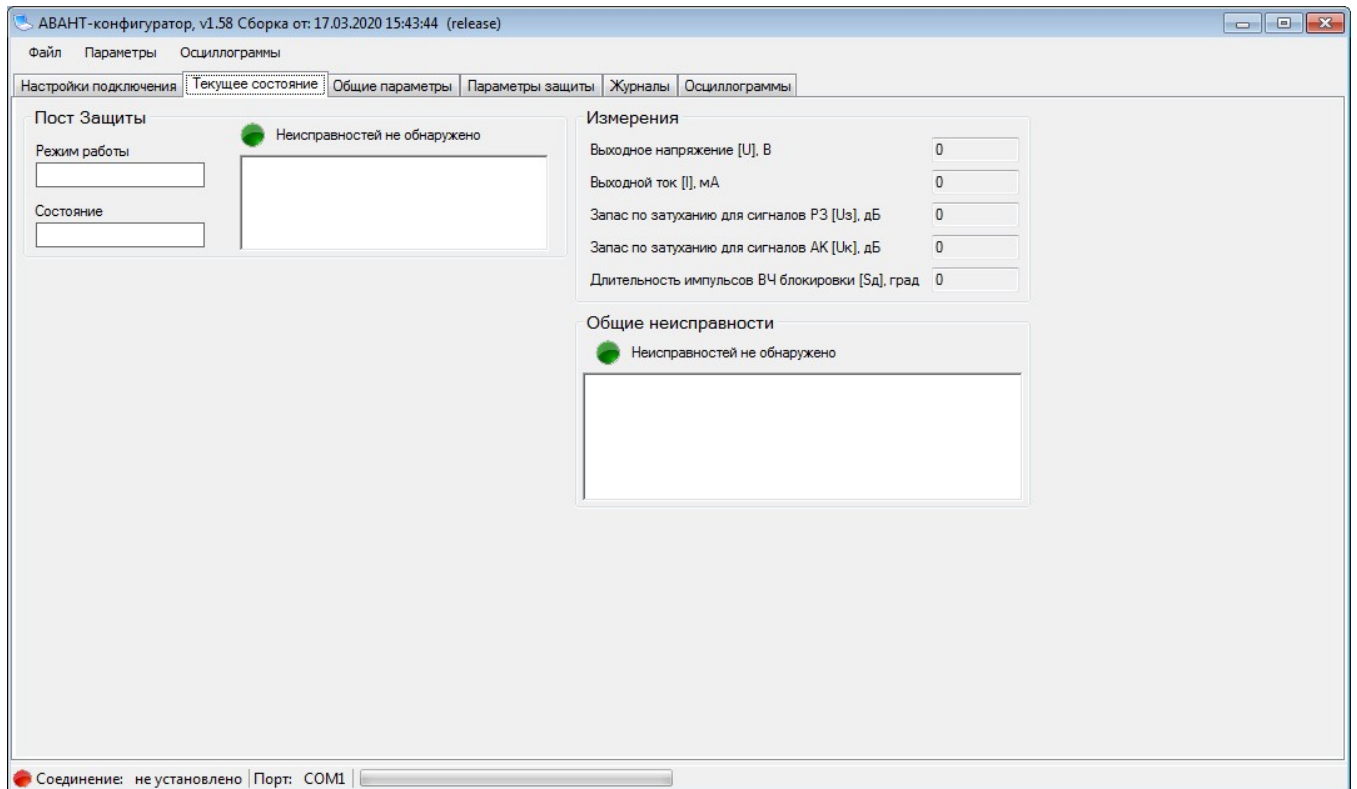 АВАНТ-конфигуратор, v1.58 Сборка от: 17.03.2020 15:43:44 (release)
Файл Параметры Осциллограммы
Настройки подключения Текущее состояние Общие параметры Параметры защиты Журналы Осциллограммы
Пост Защиты
Неисправностей не обнаружено
Режим работы
Состояние
Измерения
Выходное напряжение [U], В 0
Выходной ток [I], мА 0
Запас по затуханию для сигналов РЗ [Uз], дБ 0
Запас по затуханию для сигналов АК [Uк], дБ 0
Длительность импульсов ВЧ блокировки [Sд], град 0
Общие неисправности
Неисправностей не обнаружено
Соединение: не установлено Порт: COM1